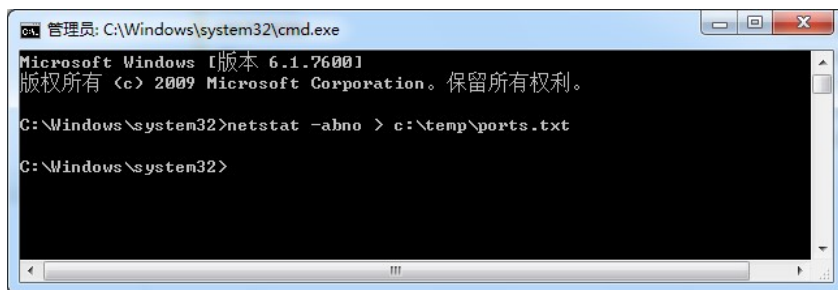 管理员: C:\Windows\system32\cmd.exe
Microsoft Windows [版本 6.1.7600]
版权所有 (c) 2009 Microsoft Corporation。保留所有权利。
C:\Windows\system32>netstat -abno > c:\temp\ports.txt
C:\Windows\system32>